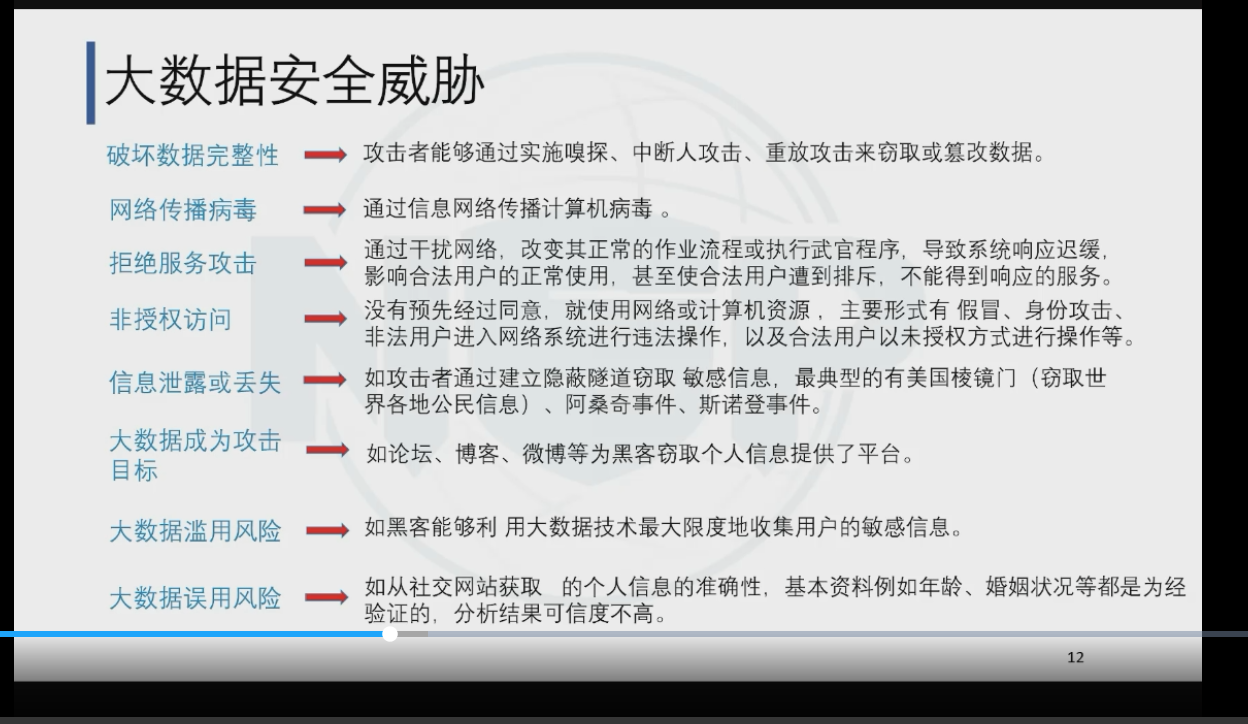 大数据安全威胁
破坏数据完整性
攻击者能够通过实施嗅探、中断人攻击、重放攻击来窃取或篡改数据。
网络传播病毒
通过信息网络传播计算机病毒 。
拒绝服务攻击
通过干扰网络，改变其正常的作业流程或执行武官程序，导致系统响应迟缓，
影响合法用户的正常使用，甚至使合法用户遭到排斥，不能得到响应的服务。
非授权访问
没有预先经过同意，就使用网络或计算机资源 ，主要形式有 假冒、身份攻击、
非法用户进入网络系统进行违法操作，以及合法用户以未授权方式进行操作等。
信息泄露或丢失
如攻击者通过建立隐蔽隧道窃取 敏感信息，最典型的有美国棱镜门（窃取世
界各地公民信息）、阿桑奇事件、斯诺登事件。
大数据成为攻击
目标
如论坛、博客、微博等为黑客窃取个人信息提供了平台。
大数据滥用风险
如黑客能够利 用大数据技术最大限度地收集用户的敏感信息。
大数据误用风险
如从社交网站获取 的个人信息的准确性，基本资料例如年龄、婚姻状况等都是为经
验证的，分析结果可信度不高。
12